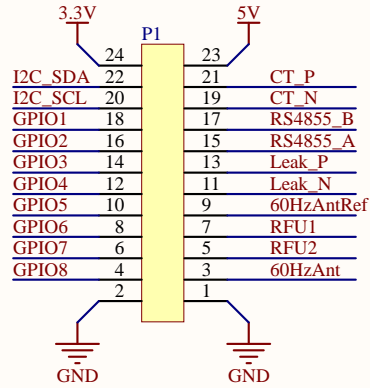 3.3V 5V
P1
24 23
I2C_SDA 22 21 CT_P
I2C_SCL 20 19 CT_N
GPIO1 18 17 RS4855_B
GPIO2 16 15 RS4855_A
GPIO3 14 13 Leak_P
GPIO4 12 11 Leak_N
GPIO5 10 9 60HzAntRef
GPIO6 8 7 RFU1
GPIO7 6 5 RFU2
GPIO8 4 3 60HzAnt
2 1
GND GND